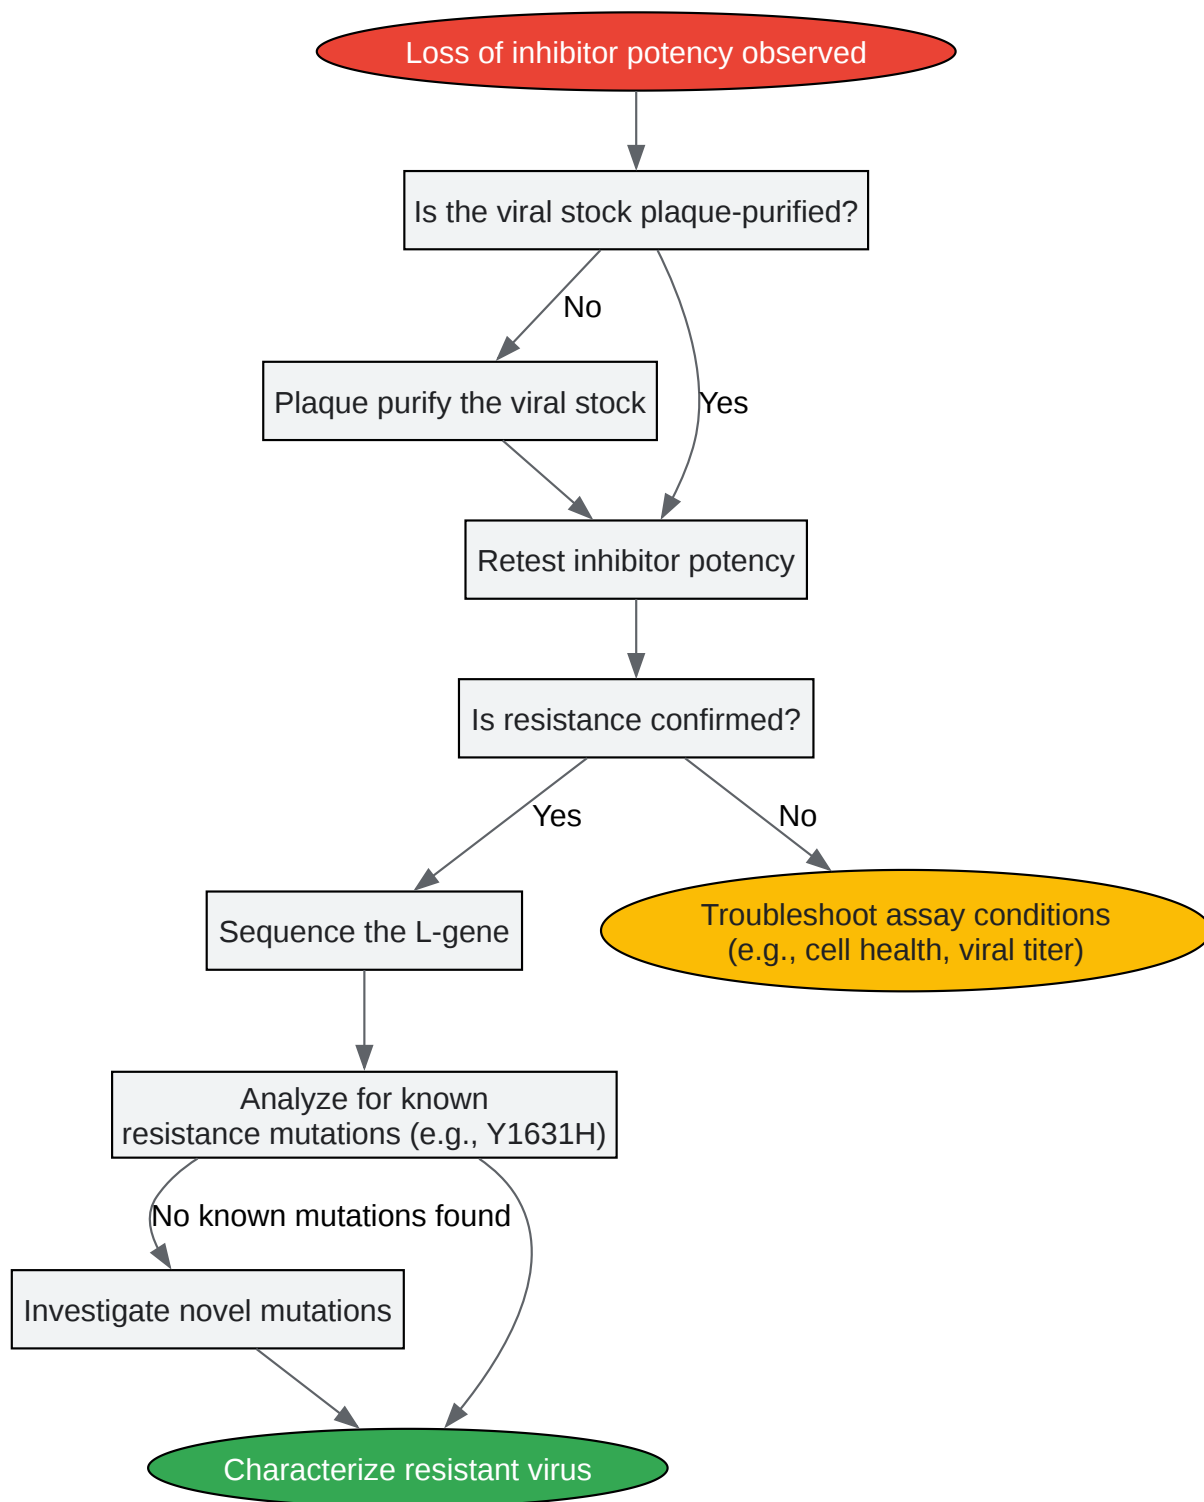 Loss of inhibitor potency observed
Is the viral stock plaque-purified?
No
Plaque purify the viral stock
Yes
Retest inhibitor potency
Is resistance confirmed?
Yes
No
Sequence the L-gene
Troubleshoot assay conditions
(e.g., cell health, viral titer)
Analyze for known
resistance mutations (e.g., Y1631H)
No known mutations found
Investigate novel mutations
Characterize resistant virus